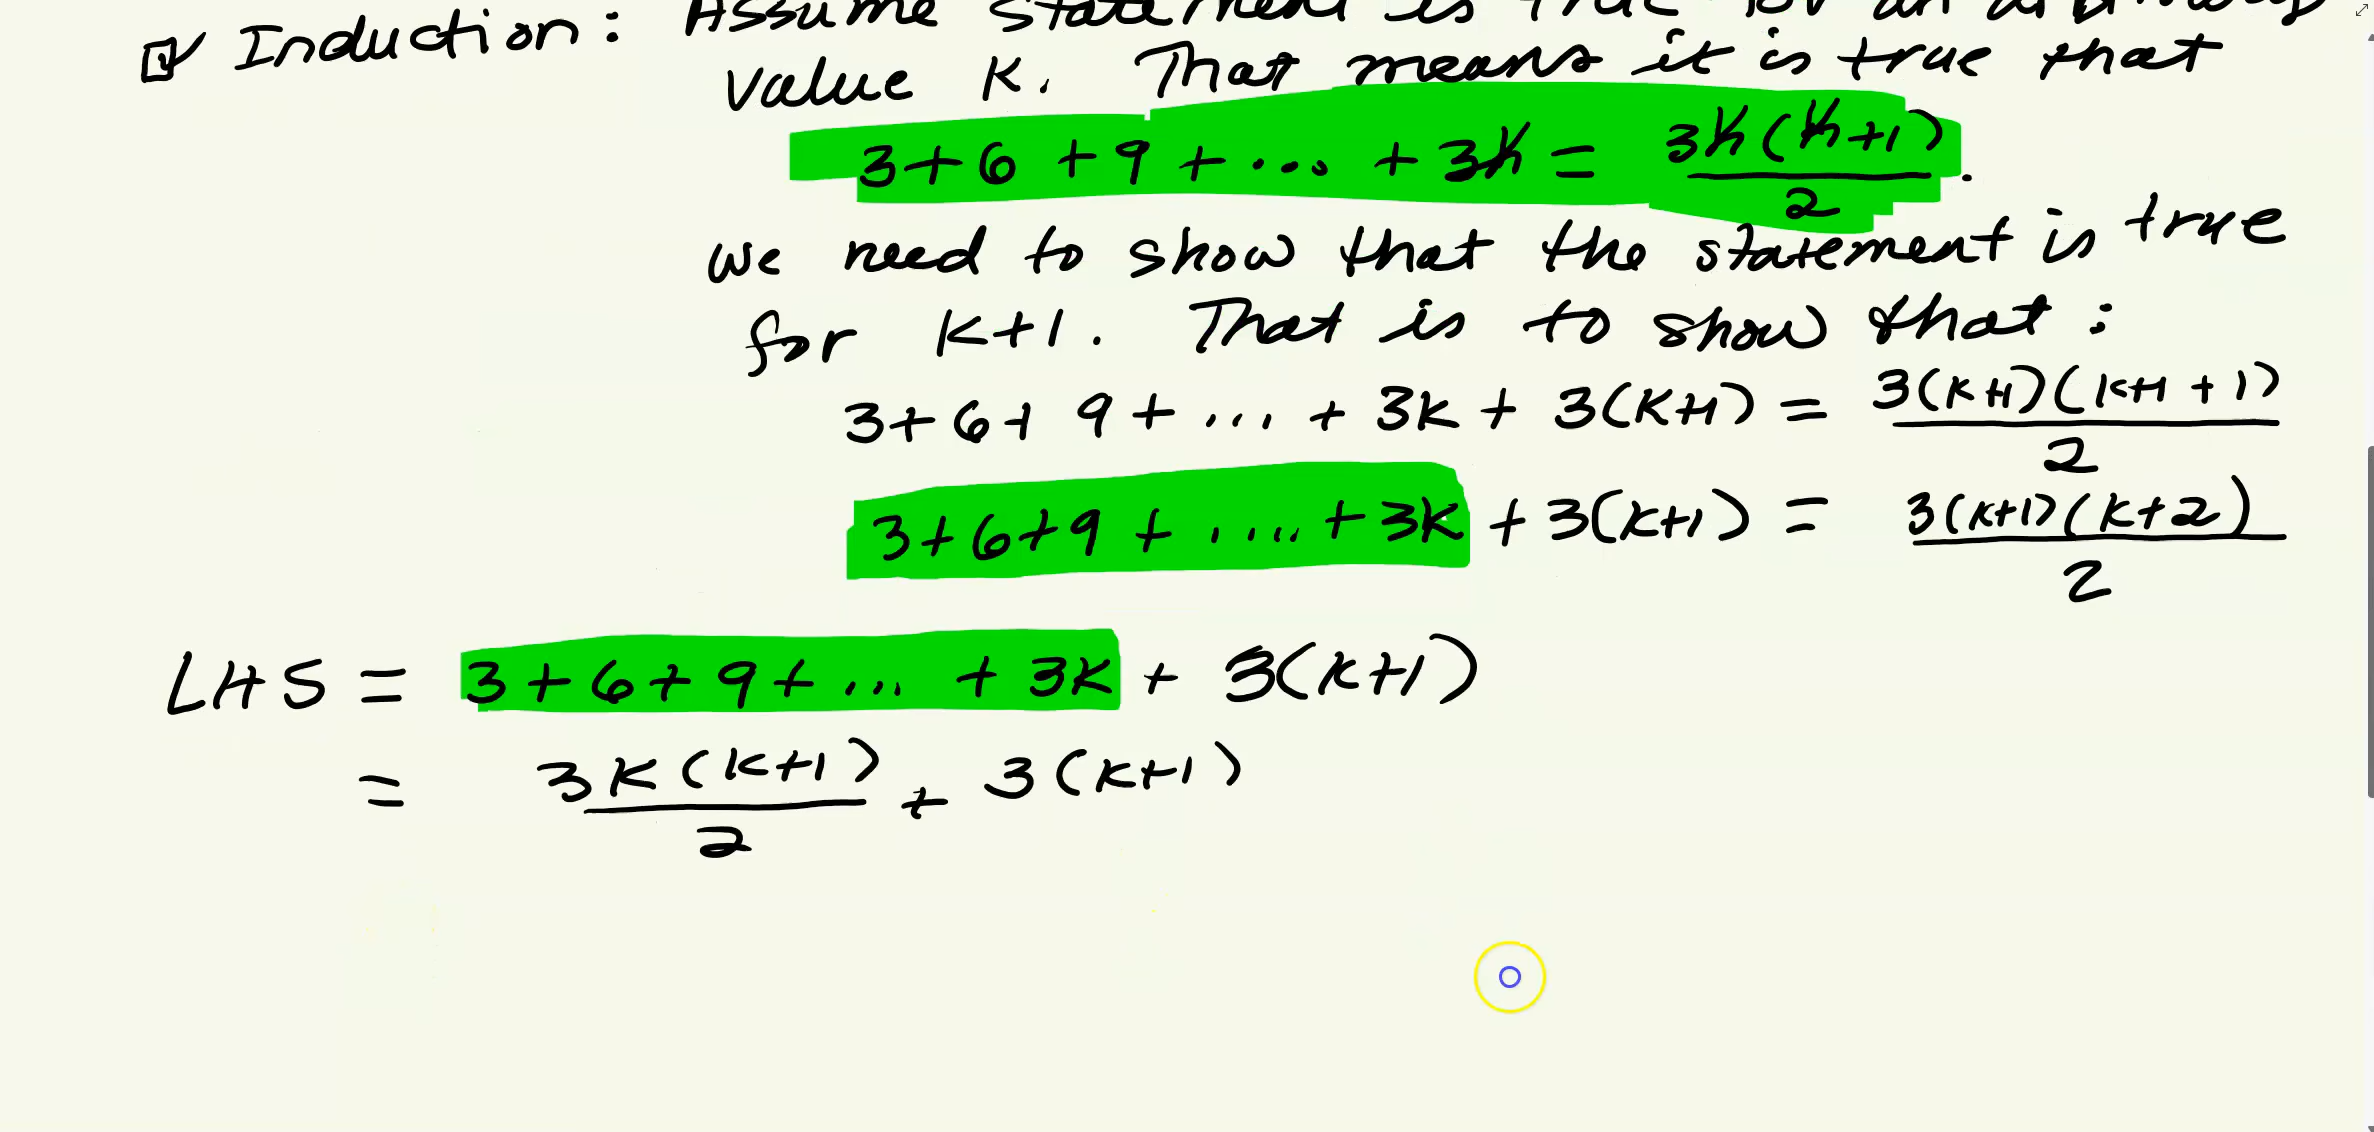 Induction: Assume statement is true for an arbitrary
value K. That means it is true that
3+6+9+...+3k = 3k(k+1)/2.
we need to show that the statement is true
for K+1. That is to show that:
3+6+9+...+3k+3(k+1) = 3(k+1)(k+1+1)/2
3+6+9+.....+3k+3(k+1) = 3(k+1)(k+2)/2
LHS = 3+6+9+...+3k+3(k+1)
= 3k(k+1)/2 + 3(k+1)